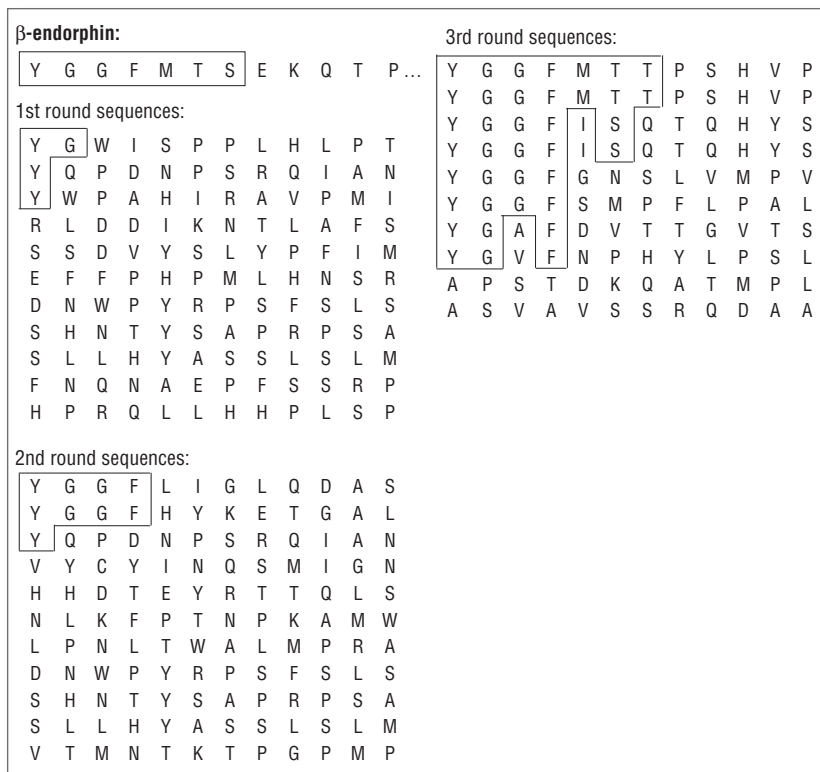 β-endorphin:
Y G G F M T S E K Q T P...
1st round sequences:
Y G W I S P P L H L P T
Y Q P D N P S R Q I A N
Y W P A H I R A V P M I
R L D D I K N T L A F S
S S D V Y S L Y P F I M
E F F P H P M L H N S R
D N W P Y R P S F S L S
S H N T Y S A P R P S A
S L L H Y A S S L S L M
F N Q N A E P F S S R P
H P R Q L L H H P L S P
2nd round sequences:
Y G G F L I G L Q D A S
Y G G F H Y K E T G A L
Y Q P D N P S R Q I A N
V Y C Y I N Q S M I G N
H H D T E Y R T T Q L S
N L K F P T N P K A M W
L P N L T W A L M P R A
D N W P Y R P S F S L S
S H N T Y S A P R P S A
S L L H Y A S S L S L M
V T M N T K T P G P M P
3rd round sequences:
Y G G F M T T P S H V P
Y G G F M T T P S H V P
Y G G F I S Q T Q H Y S
Y G G F I S Q T Q H Y S
Y G G F G N S L V M P V
Y G G F S M P F L P A L
Y G A F D V T T G V T S
Y G V F N P H Y L P S L
A P S T D K Q A T M P L
A S V A V S S R Q D A A